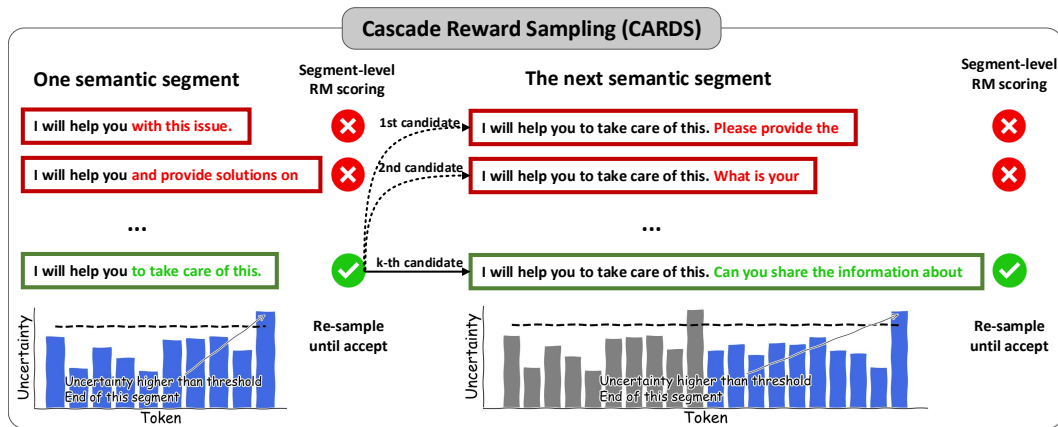 Cascade Reward Sampling (CARDS)
One semantic segment
Segment-level
RM scoring
I will help you with this issue.
I will help you and provide solutions on
...
I will help you to take care of this.
Uncertainty
Uncertainty higher than threshold
End of this segment
Token
Re-sample
until accept
1st candidate
2nd candidate
k-th candidate
The next semantic segment
Segment-level
RM scoring
I will help you to take care of this. Please provide the
I will help you to take care of this. What is your
...
I will help you to take care of this. Can you share the information about
Uncertainty
Uncertainty higher than threshold
End of this segment
Token
Re-sample
until accept